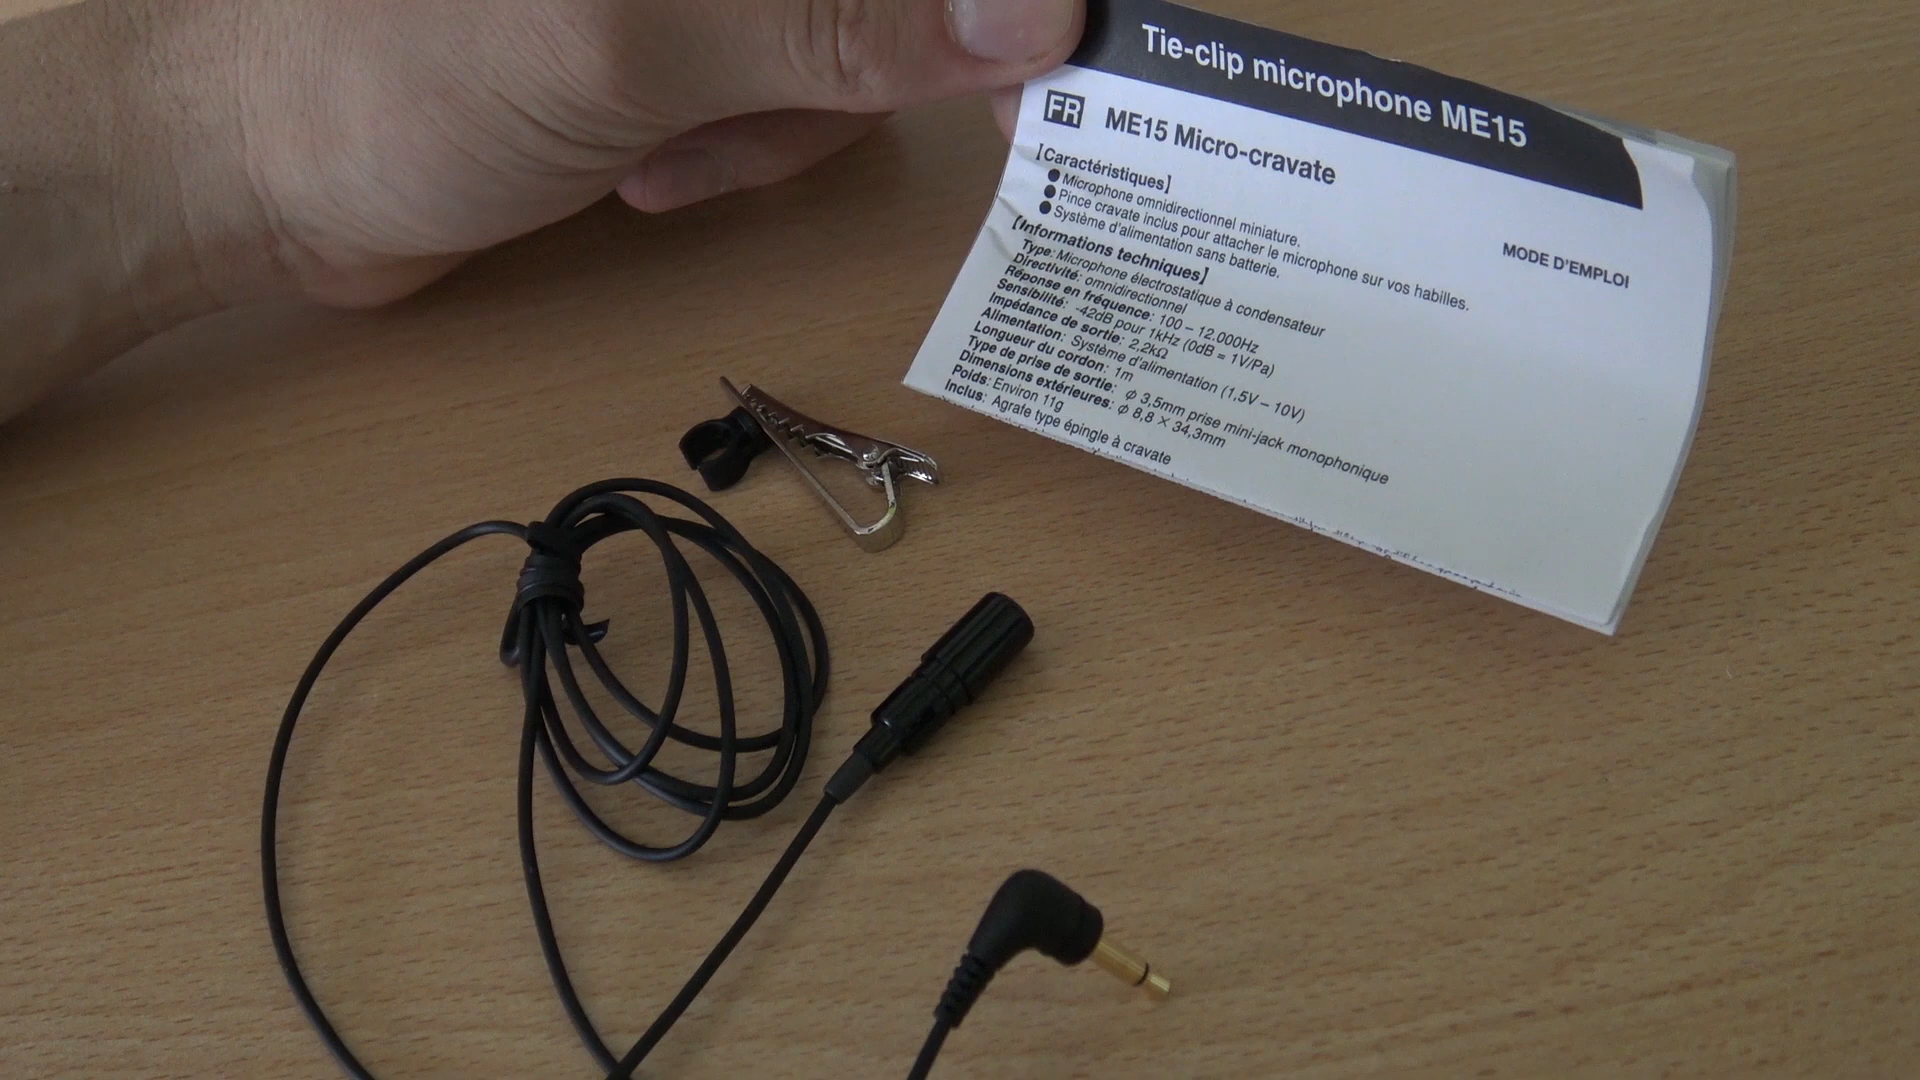 Tie-clip microphone ME15
FR ME15 Micro-cravate
MODE D'EMPLOI
[Caractéristiques]
● Microphone omnidirectionnel miniature.
● Pince cravate inclus pour attacher le microphone sur vos habilles.
● Système d'alimentation sans batterie.
[Informations techniques]
Type: Microphone électrostatique à condensateur
Directivité: omnidirectionnel
Réponse en fréquence: 100 – 12.000Hz
Sensibilité: -42dB pour 1kHz (0dB = 1V/Pa)
Impédance de sortie: 2,2kΩ
Alimentation: Système d'alimentation (1,5V – 10V)
Longueur du cordon: 1m
Type de prise de sortie: φ 3,5mm prise mini-jack monophonique
Dimensions extérieures: φ 8,8 × 34,3mm
Poids: Environ 11g
Inclus: Agrafe type épingle à cravate